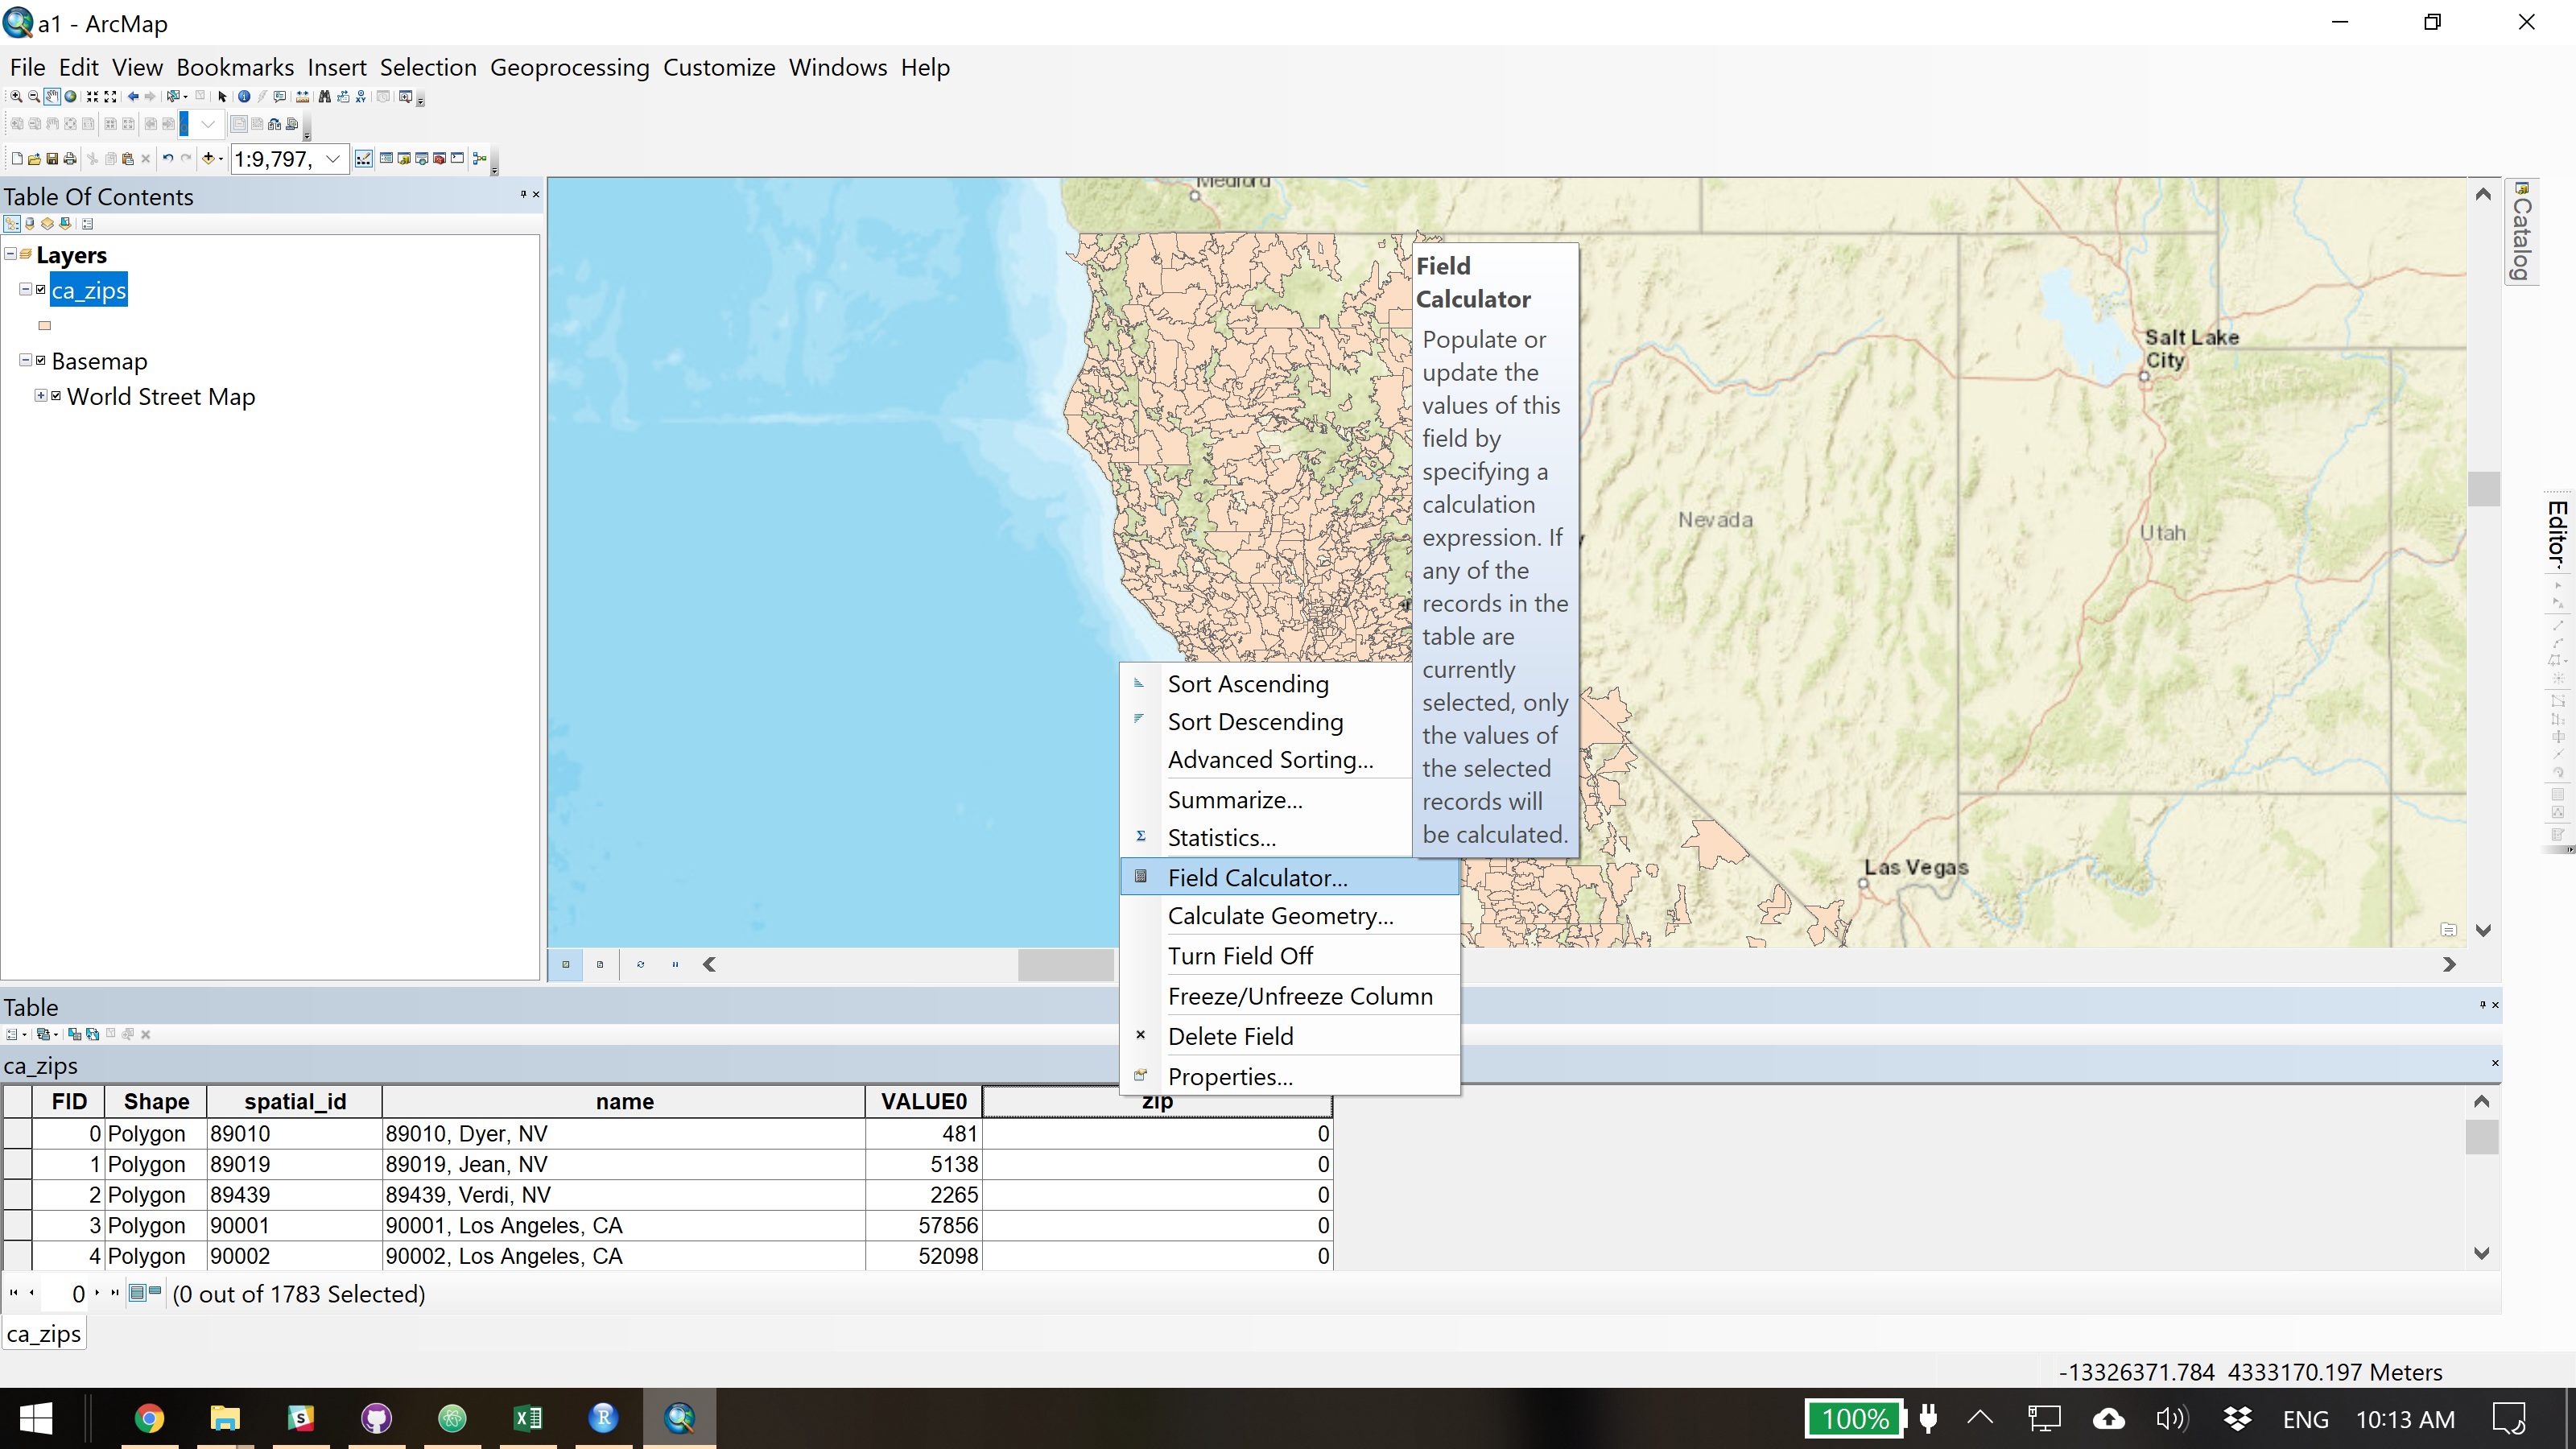 a1 - ArcMap
File Edit View Bookmarks Insert Selection Geoprocessing Customize Windows Help
1:9,797,
Table Of Contents
Layers
ca_zips
Basemap
World Street Map
Medford
Salt Lake
City
Nevada
Utah
Las Vegas
Catalog
Editor
Field
Calculator
Populate or
update the
values of this
field by
specifying a
calculation
expression. If
any of the
records in the
table are
currently
selected, only
the values of
the selected
records will
be calculated.
Sort Ascending
Sort Descending
Advanced Sorting...
Summarize...
Statistics...
Field Calculator...
Calculate Geometry...
Turn Field Off
Freeze/Unfreeze Column
Delete Field
Properties...
Table
ca_zips
FID Shape spatial_id name VALUE0 zip
0 Polygon 89010 89010, Dyer, NV 481 0
1 Polygon 89019 89019, Jean, NV 5138 0
2 Polygon 89439 89439, Verdi, NV 2265 0
3 Polygon 90001 90001, Los Angeles, CA 57856 0
4 Polygon 90002 90002, Los Angeles, CA 52098 0
0 (0 out of 1783 Selected)
ca_zips
-13326371.784 4333170.197 Meters
100% ENG 10:13 AM